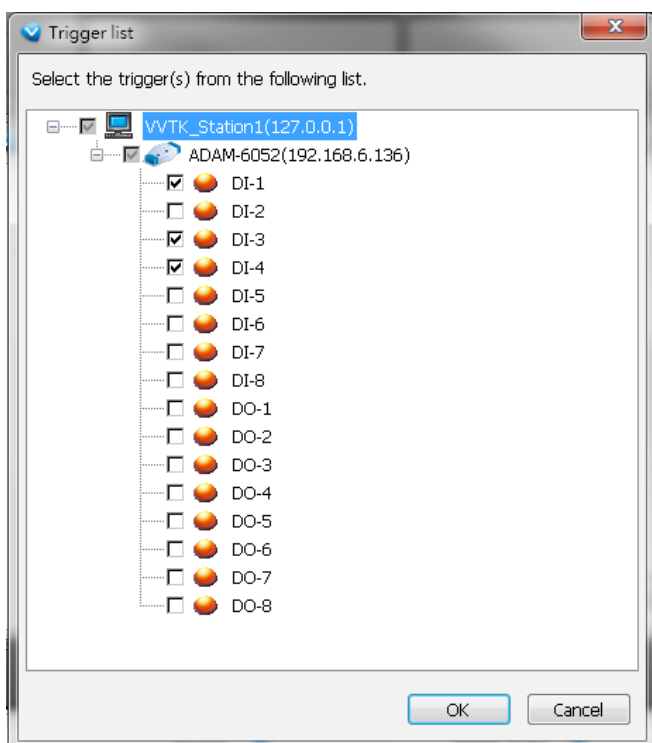 Trigger list
Select the trigger(s) from the following list.
VVTK_Station1(127.0.0.1)
ADAM-6052(192.168.6.136)
DI-1
DI-2
DI-3
DI-4
DI-5
DI-6
DI-7
DI-8
DO-1
DO-2
DO-3
DO-4
DO-5
DO-6
DO-7
DO-8
OK Cancel